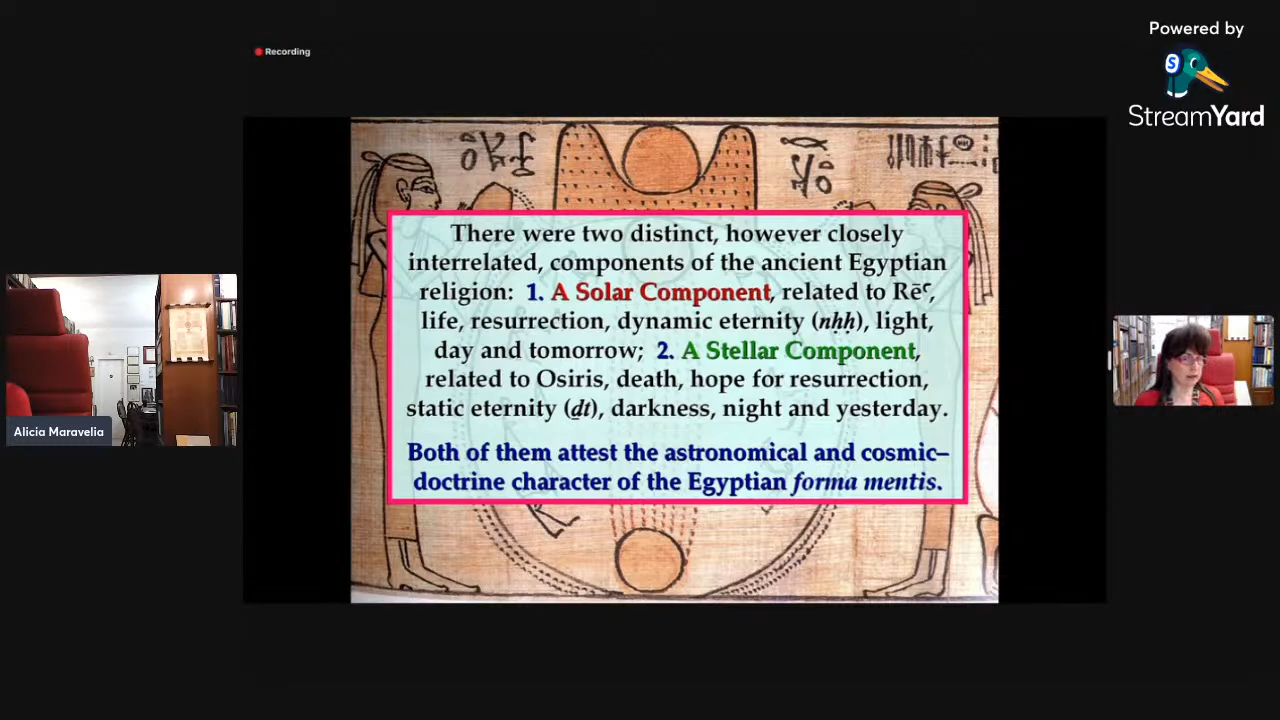 Recording
Powered by
StreamYard
There were two distinct, however closely
interrelated, components of the ancient Egyptian
religion: 1. A Solar Component, related to Rēꜥ,
life, resurrection, dynamic eternity (nḥḥ), light,
day and tomorrow; 2. A Stellar Component,
related to Osiris, death, hope for resurrection,
static eternity (ḏt), darkness, night and yesterday.
Both of them attest the astronomical and cosmic–
doctrine character of the Egyptian forma mentis.
Alicia Maravelia